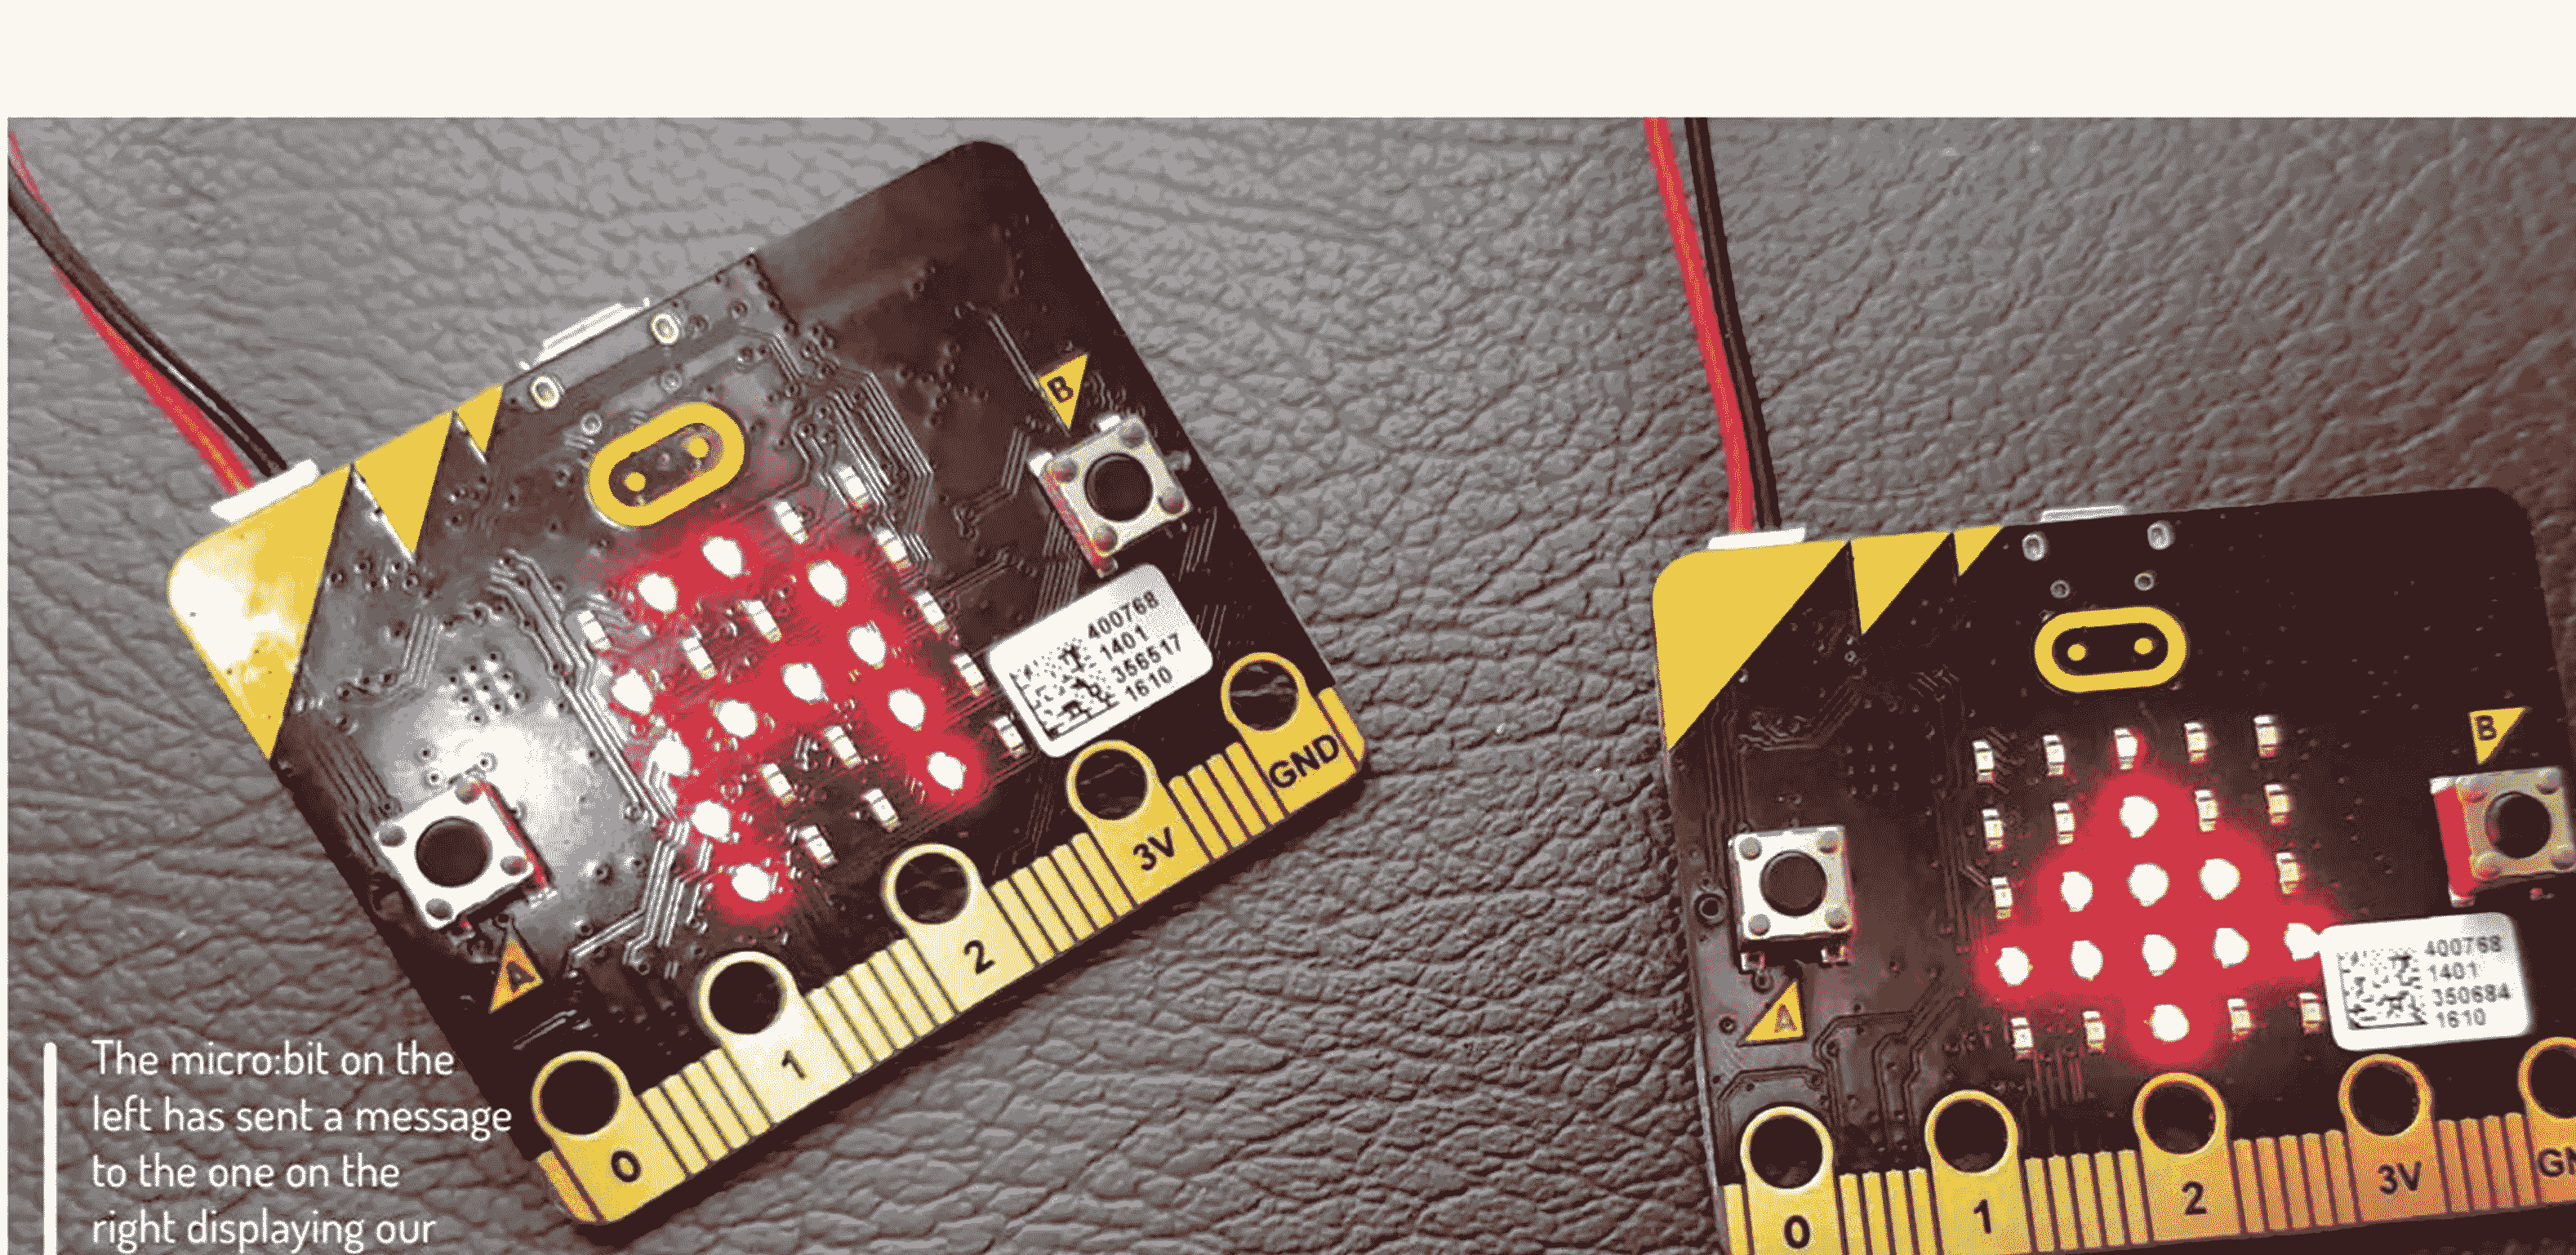 B
400768
1401
356517
1610
GND
3V
2
1
0
A
B
400768
1401
350684
1610
A
0
1
2
3V
The micro:bit on the
left has sent a message
to the one on the
right displaying our